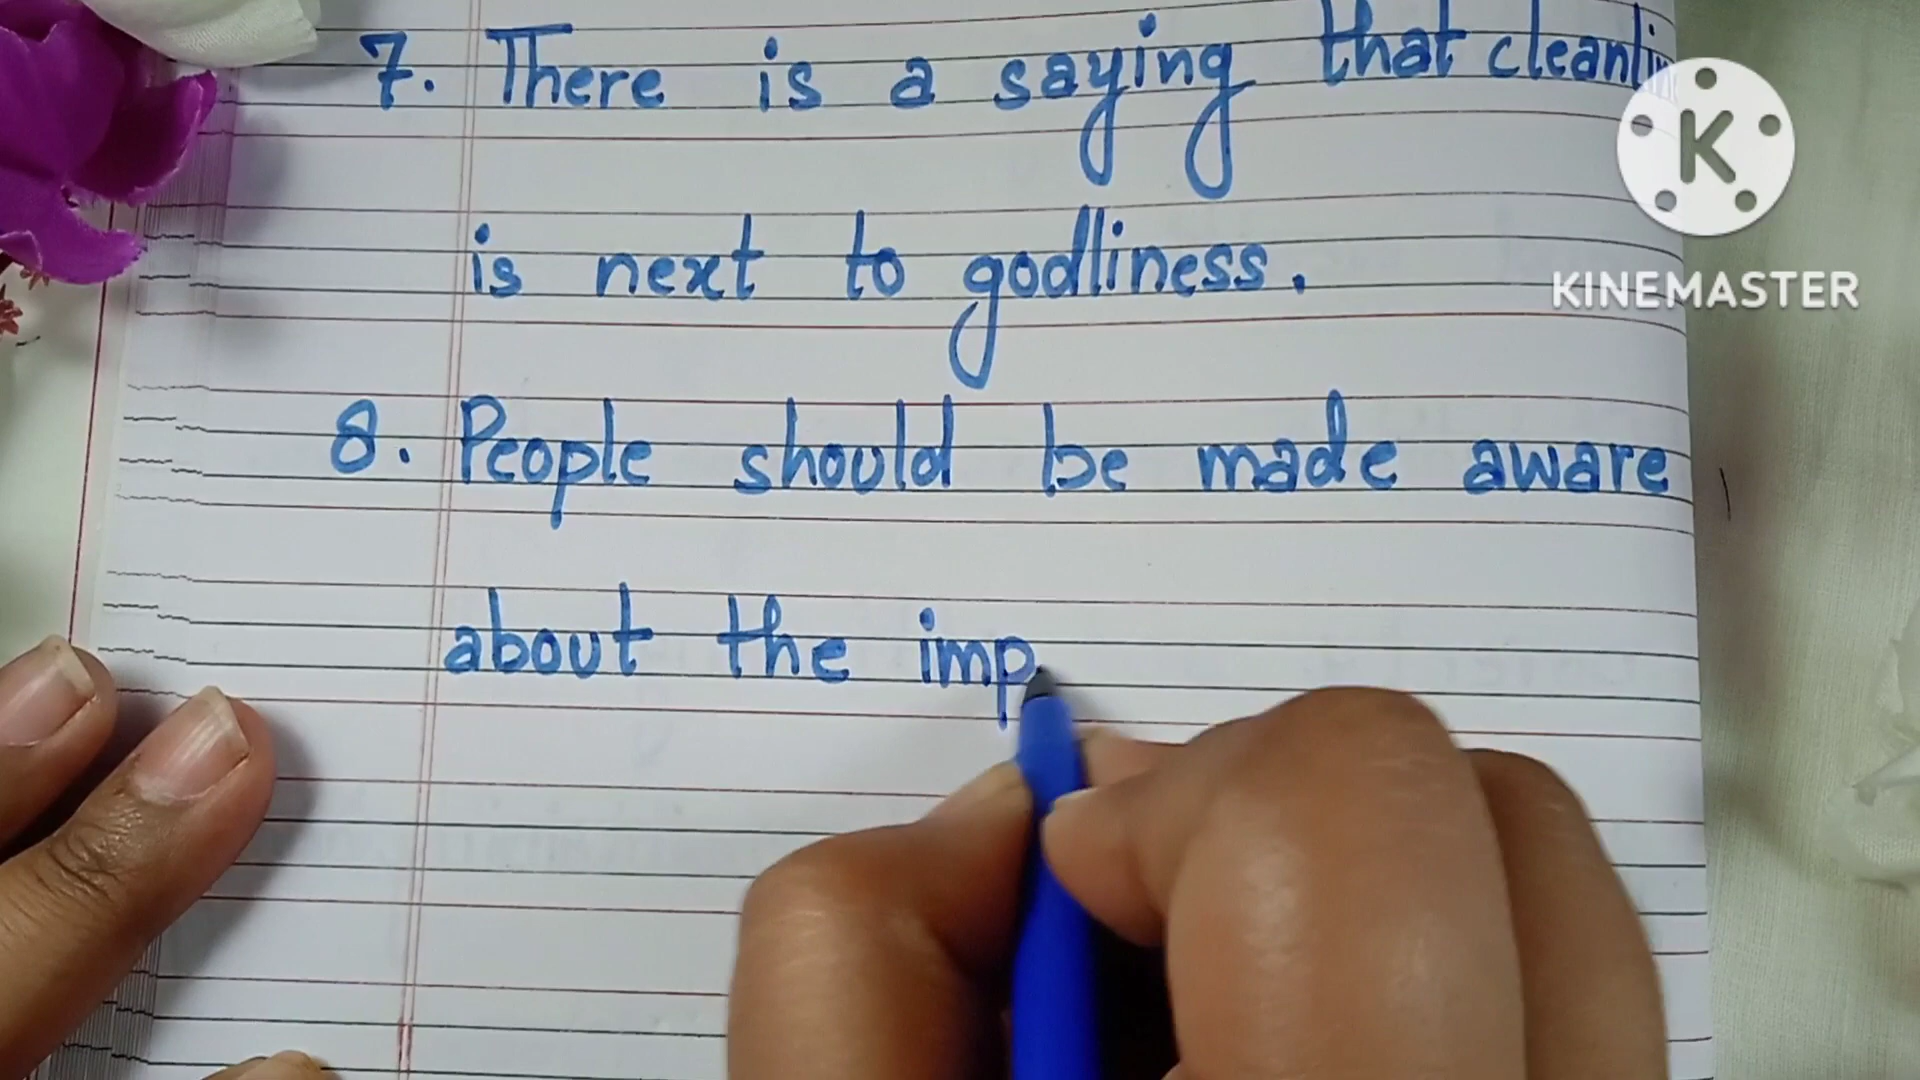 7. There is a saying that cleanli
is next to godliness.
8. People should be made aware
about the imp
K
KINEMASTER